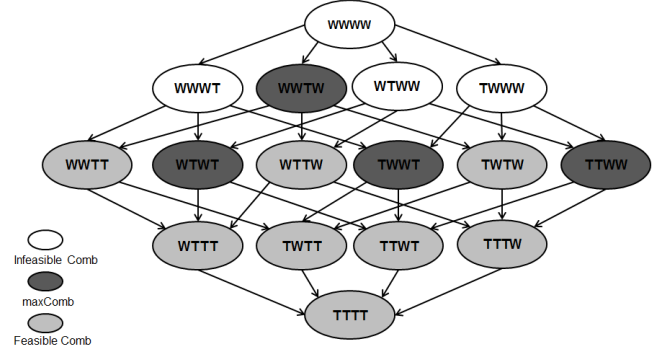 WWWW
WWWT WWTW WTWW TWWW
WWTT WTWT WTTW TWWT TWTW TTWW
WTTT TWTT TTWT TTTW
TTTT
Infeasible Comb
maxComb
Feasible Comb